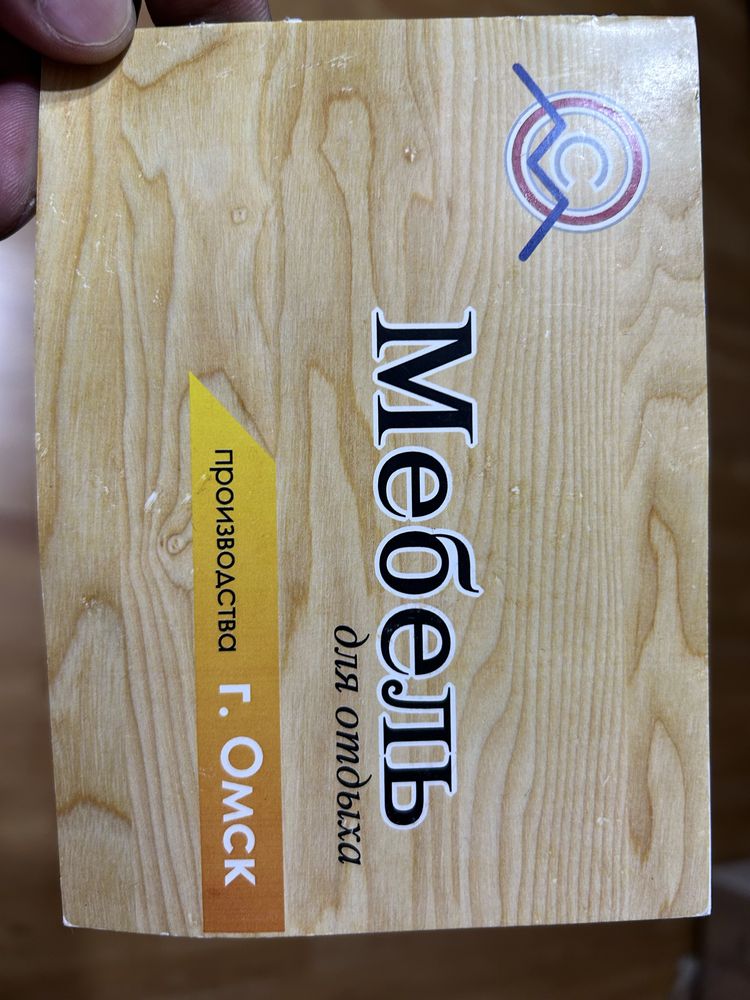 С
Мебель
для отдыха
производства г. Омск